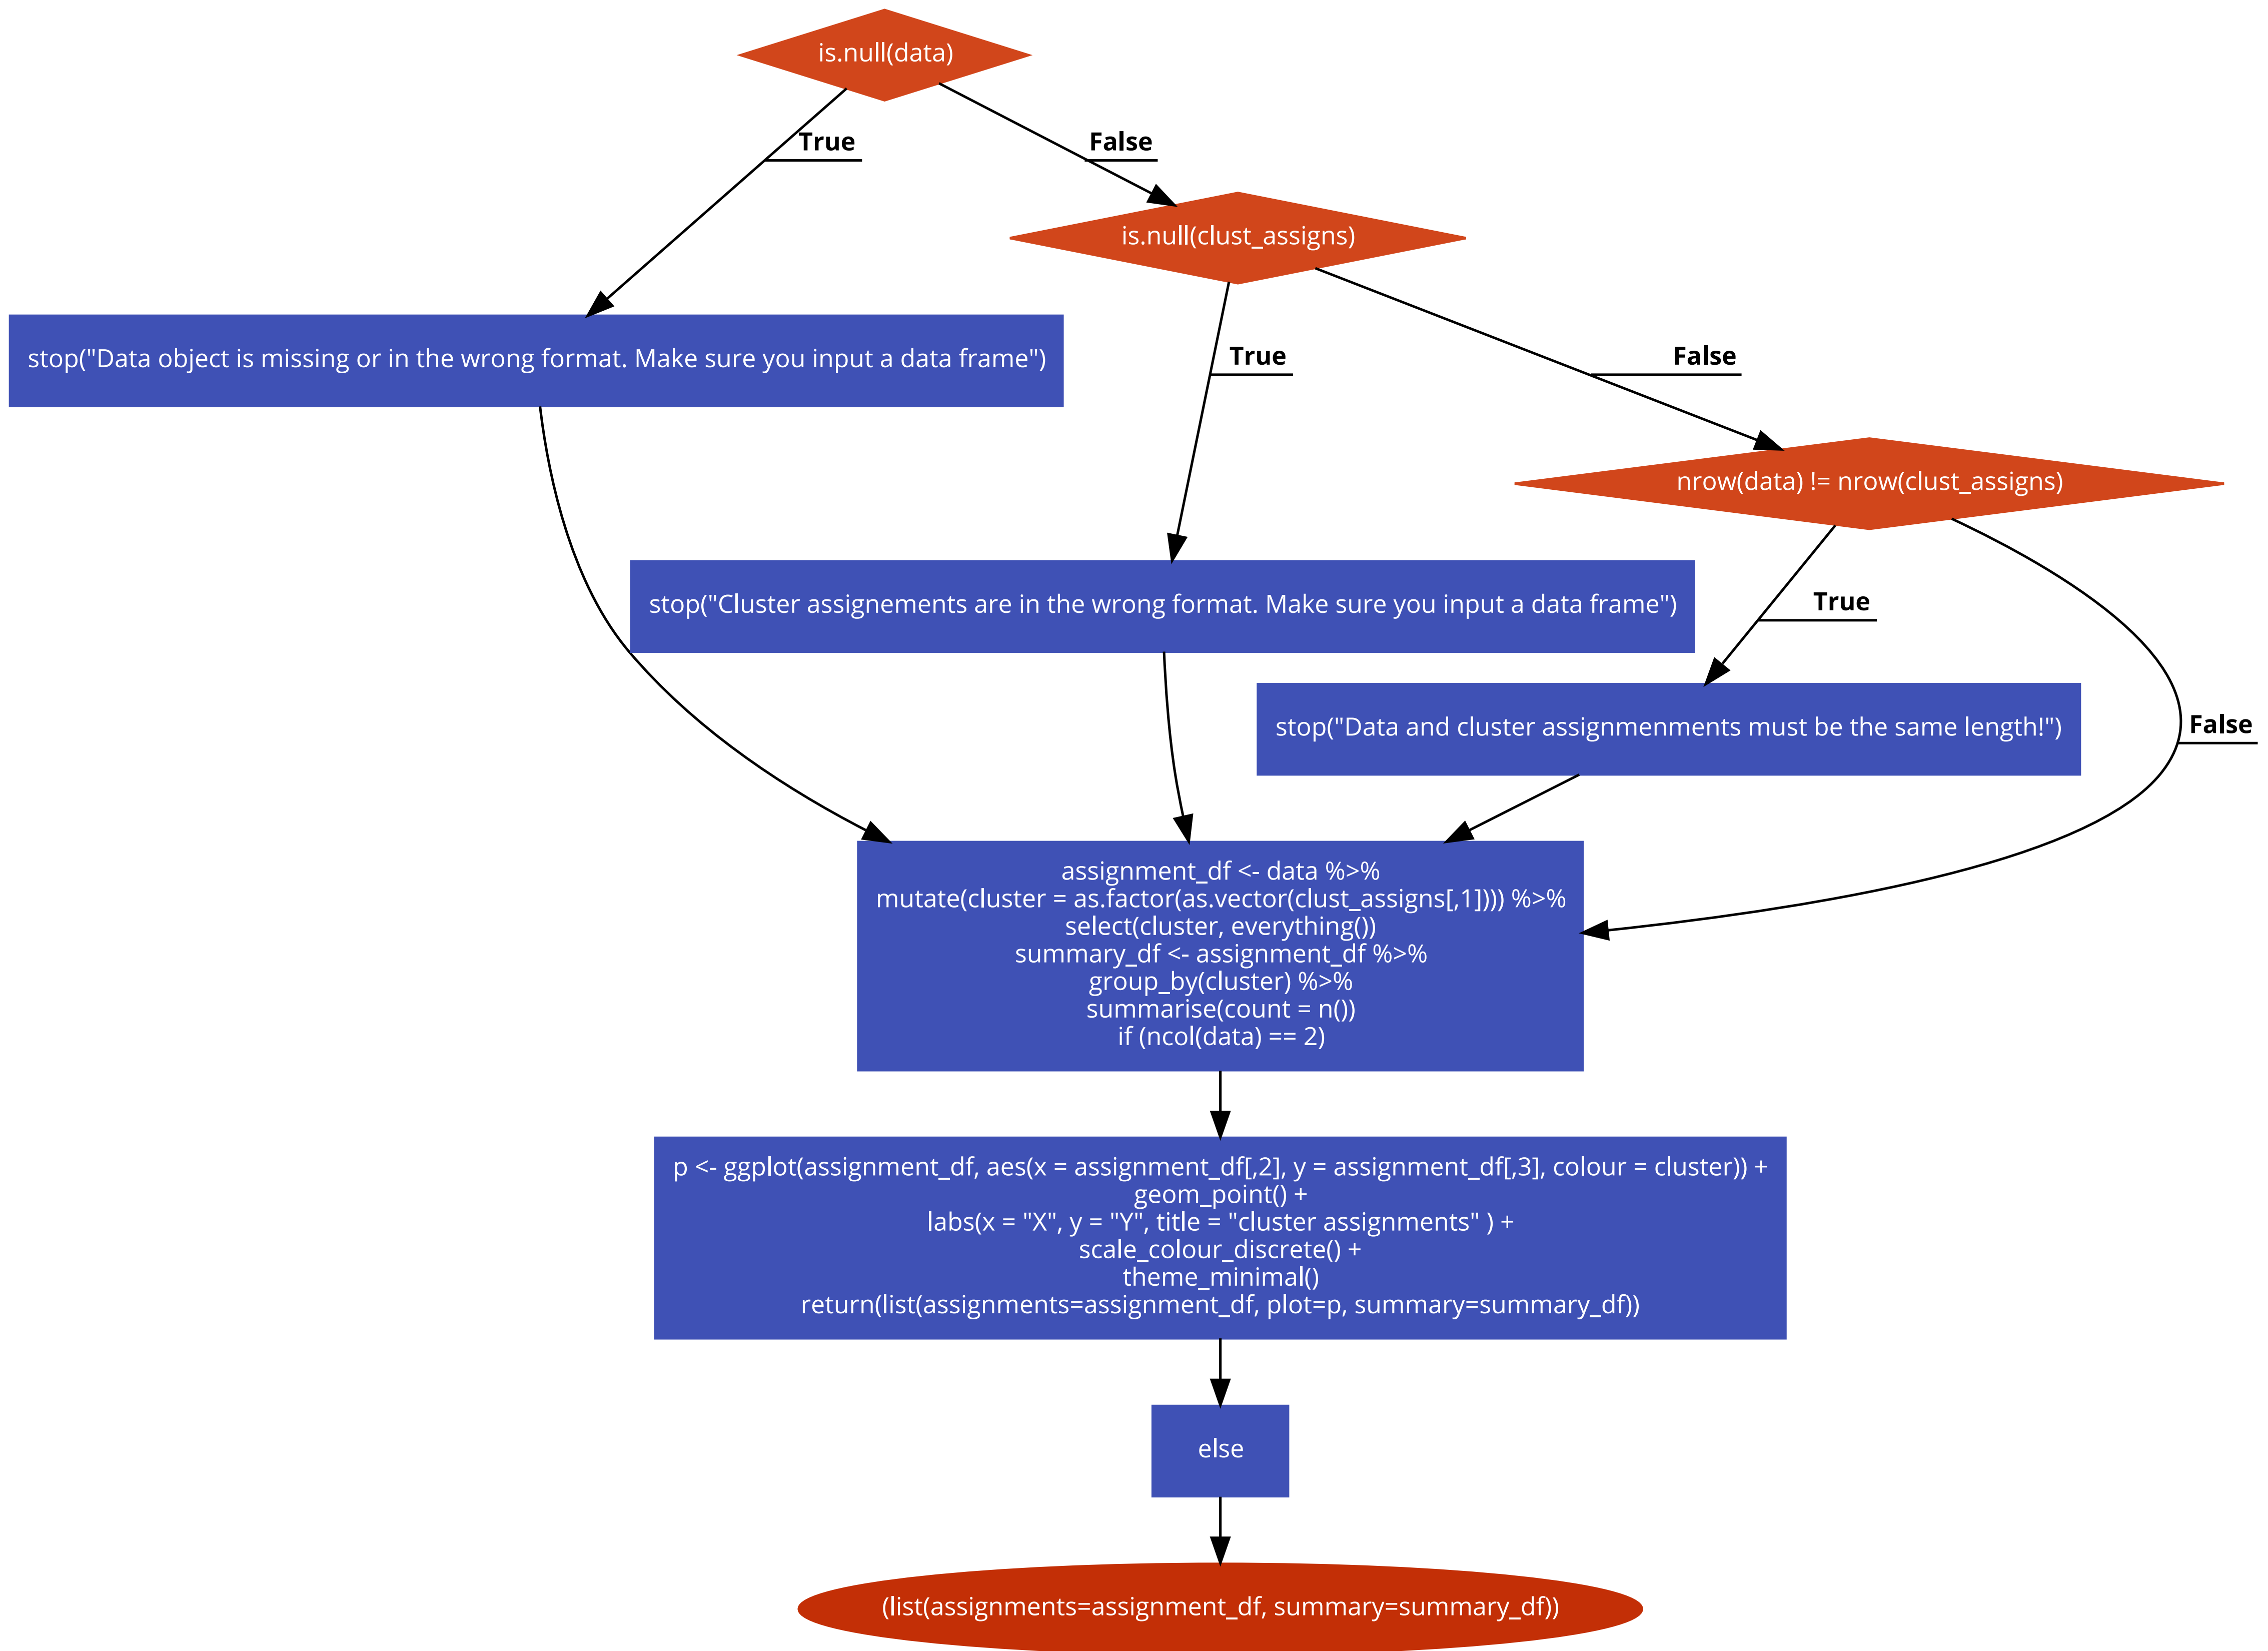 is.null(data)
True
False
is.null(clust_assigns)
stop("Data object is missing or in the wrong format. Make sure you input a data frame")
True
False
nrow(data) != nrow(clust_assigns)
stop("Cluster assignements are in the wrong format. Make sure you input a data frame")
True
stop("Data and cluster assignmenments must be the same length!")
False
assignment_df <- data %>%
mutate(cluster = as.factor(as.vector(clust_assigns[,1]))) %>%
select(cluster, everything())
summary_df <- assignment_df %>%
group_by(cluster) %>%
summarise(count = n())
if (ncol(data) == 2)
p <- ggplot(assignment_df, aes(x = assignment_df[,2], y = assignment_df[,3], colour = cluster)) +
geom_point() +
labs(x = "X", y = "Y", title = "cluster assignments" ) +
scale_colour_discrete() +
theme_minimal()
return(list(assignments=assignment_df, plot=p, summary=summary_df))
else
(list(assignments=assignment_df, summary=summary_df))